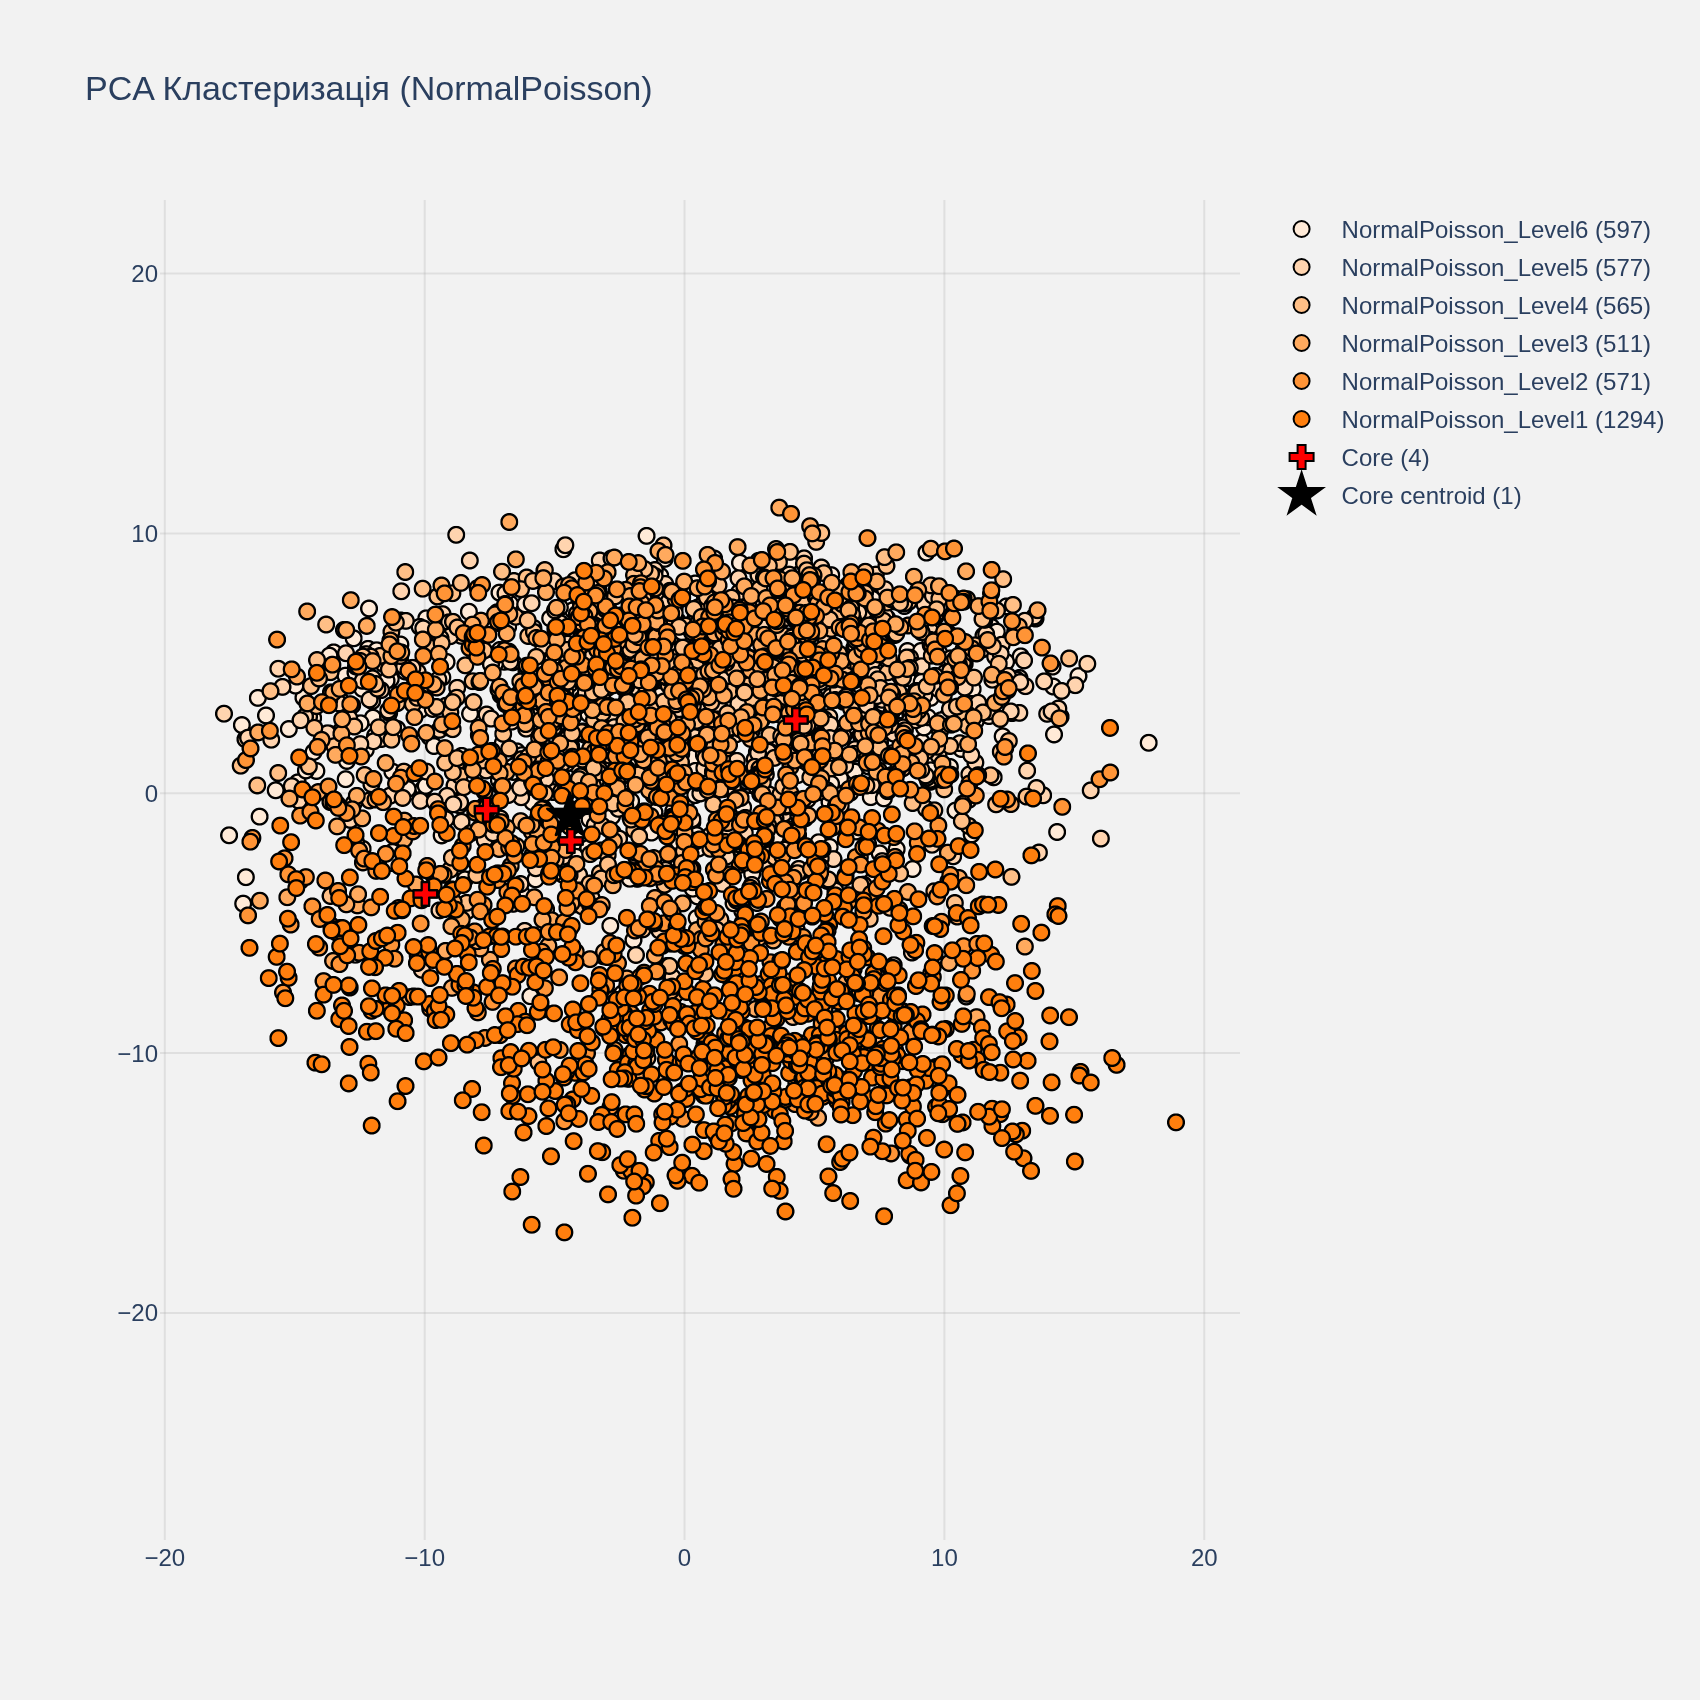 PCA Кластеризація (NormalPoisson)
NormalPoisson_Level6 (597)
NormalPoisson_Level5 (577)
NormalPoisson_Level4 (565)
NormalPoisson_Level3 (511)
NormalPoisson_Level2 (571)
NormalPoisson_Level1 (1294)
Core (4)
Core centroid (1)
20
10
0
−10
−20
−20
−10
0
10
20